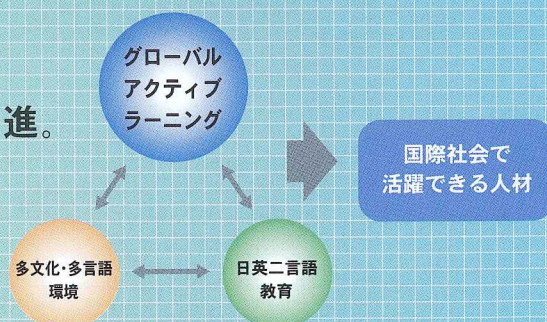 グローバル
アクティブ
ラーニング
進。
国際社会で
活躍できる人材
多文化・多言語
環境
日英二言語
教育